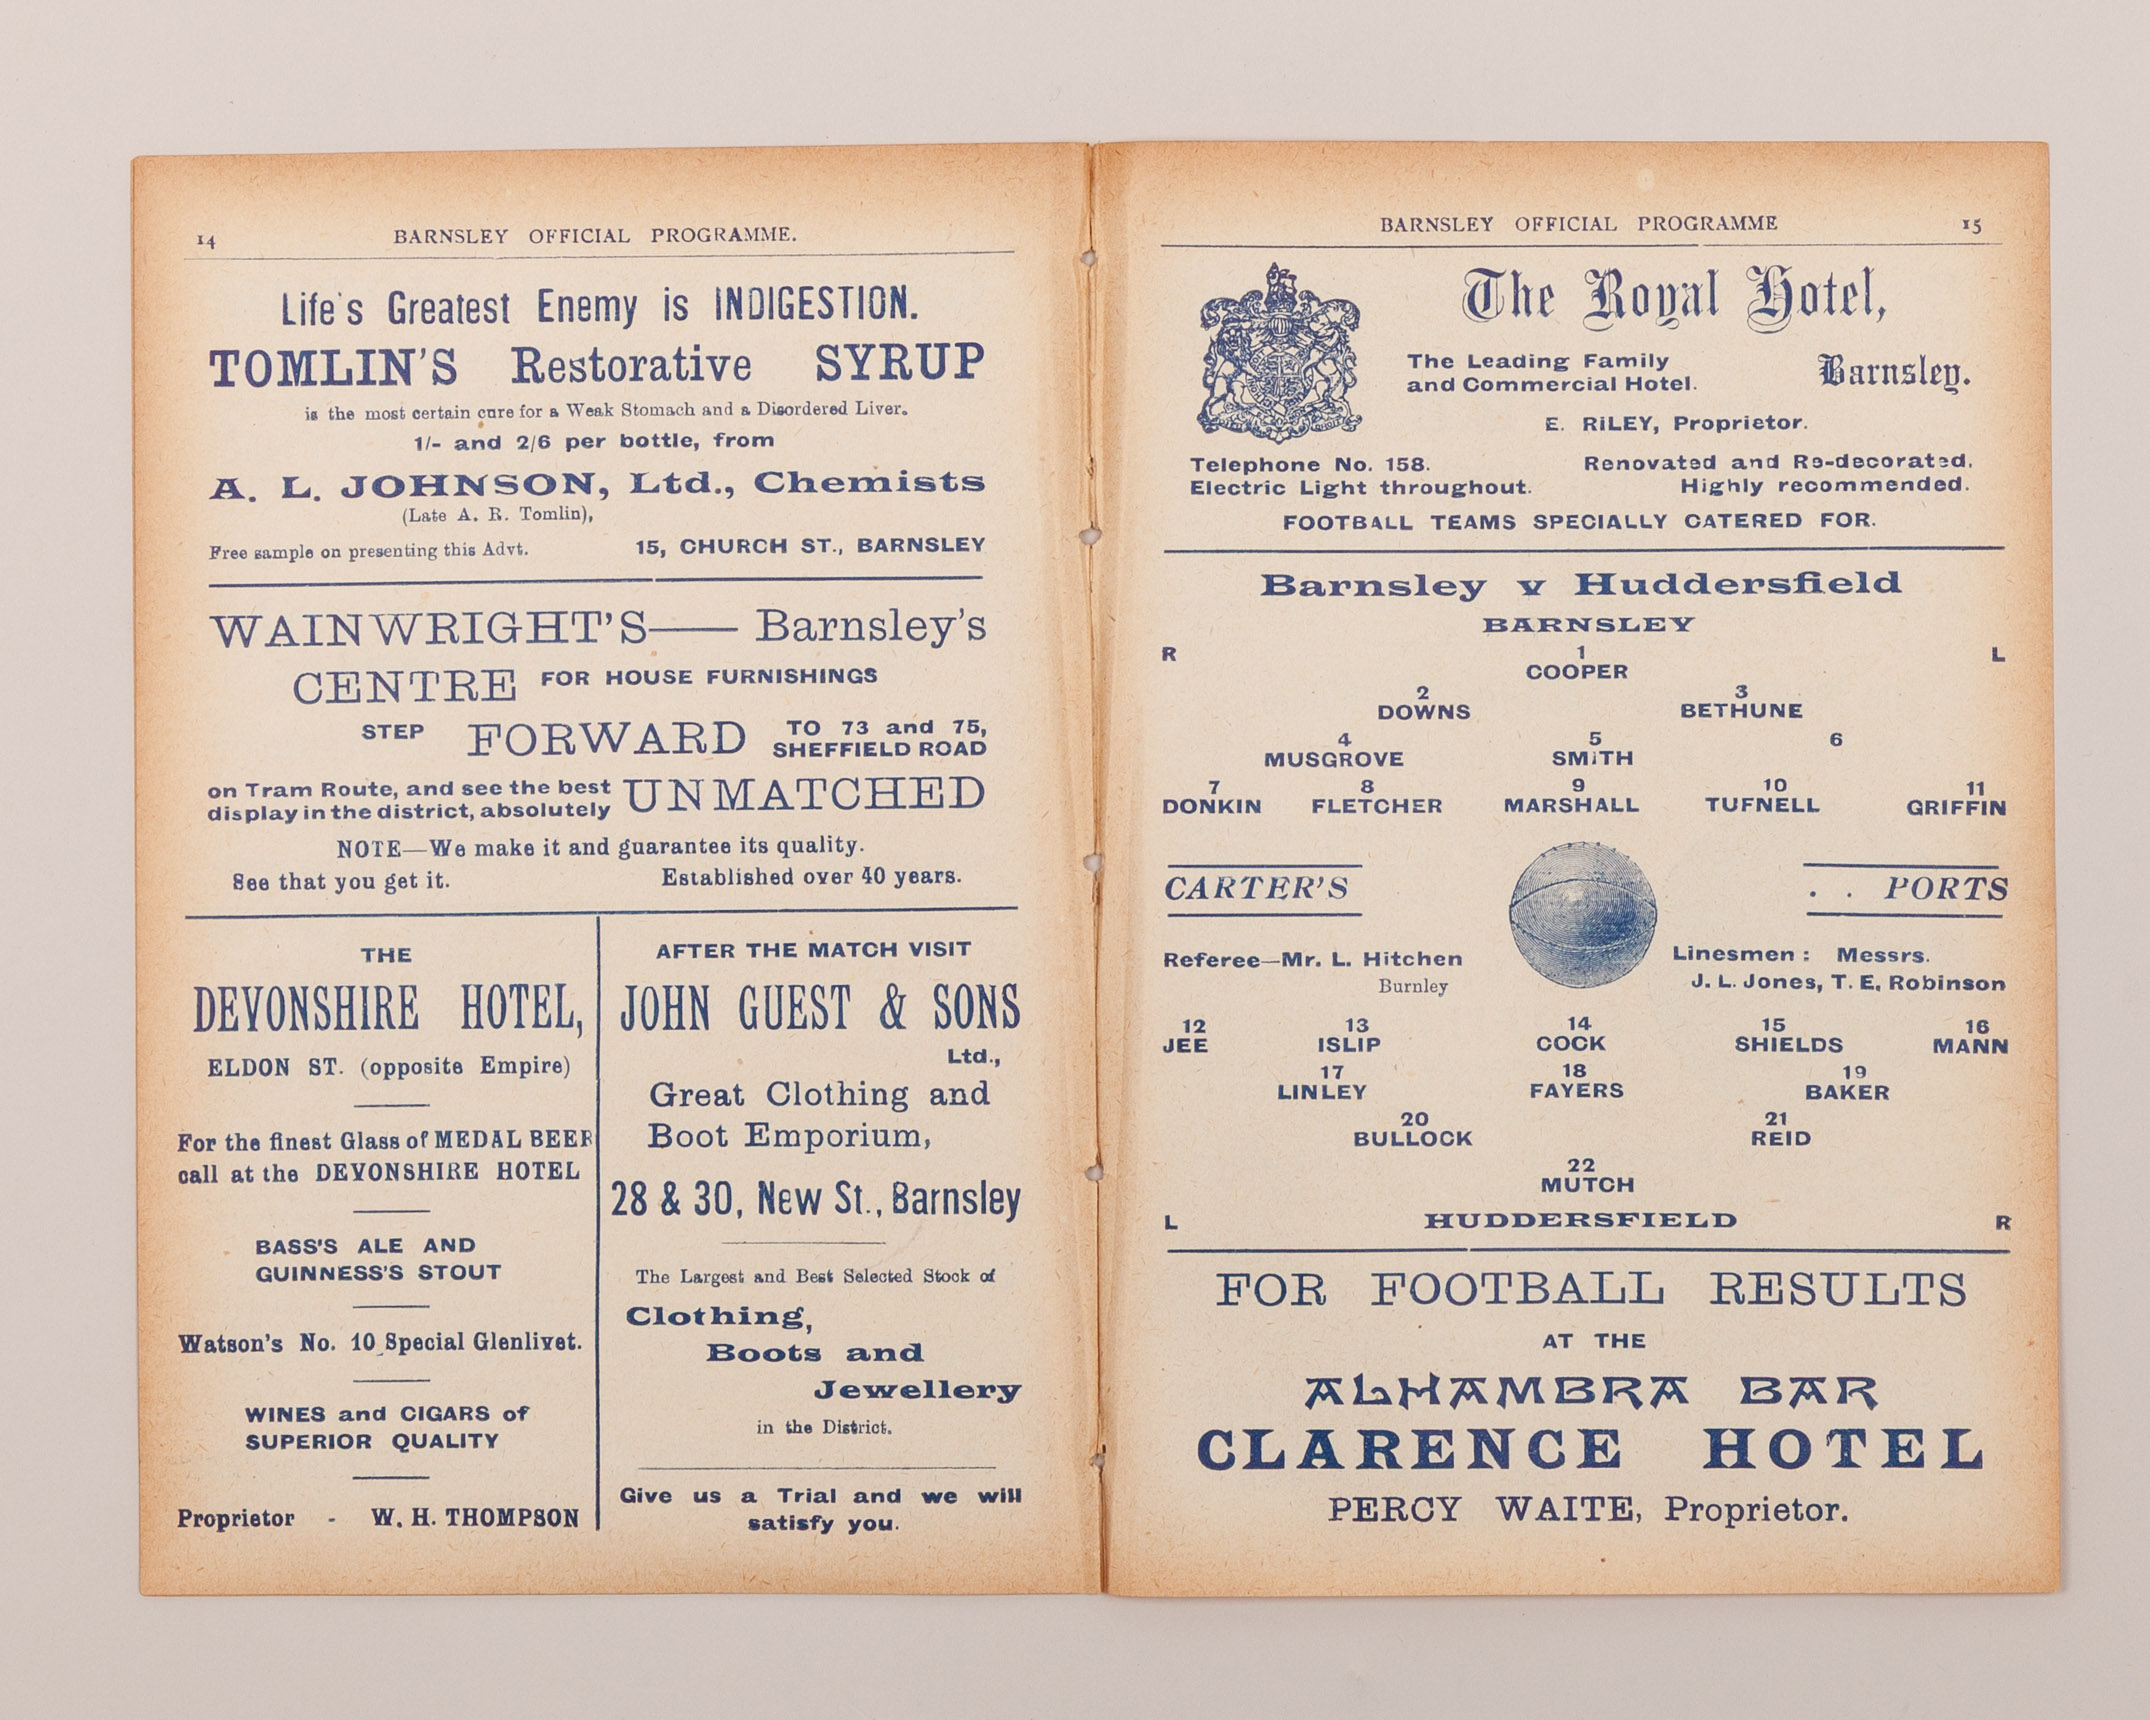 14 BARNSLEY OFFICIAL PROGRAMME.
Life's Greatest Enemy is INDIGESTION.
TOMLIN'S Restorative SYRUP
is the most certain cure for a Weak Stomach and a Disordered Liver.
1/- and 2/6 per bottle, from
A. L. JOHNSON, Ltd., Chemists
(Late A. R. Tomlin),
Free sample on presenting this Advt. 15, CHURCH ST., BARNSLEY
WAINWRIGHT'S—— Barnsley's
CENTRE FOR HOUSE FURNISHINGS
STEP FORWARD TO 73 and 75,
SHEFFIELD ROAD
on Tram Route, and see the best
display in the district, absolutely UNMATCHED
NOTE—We make it and guarantee its quality.
See that you get it. Established over 40 years.
THE
DEVONSHIRE HOTEL,
ELDON ST. (opposite Empire)
For the finest Glass of MEDAL BEER
call at the DEVONSHIRE HOTEL
BASS'S ALE AND
GUINNESS'S STOUT
Watson's No. 10 Special Glenlivet.
WINES and CIGARS of
SUPERIOR QUALITY
Proprietor - W. H. THOMPSON
AFTER THE MATCH VISIT
JOHN GUEST & SONS
Ltd.,
Great Clothing and
Boot Emporium,
28 & 30, New St., Barnsley
The Largest and Best Selected Stock of
Clothing,
Boots and
Jewellery
in the District.
Give us a Trial and we will
satisfy you.
BARNSLEY OFFICIAL PROGRAMME 15
The Royal Hotel,
The Leading Family
and Commercial Hotel.
Barnsley.
E. RILEY, Proprietor.
Telephone No. 158. Renovated and Re-decorated.
Electric Light throughout. Highly recommended.
FOOTBALL TEAMS SPECIALLY CATERED FOR.
Barnsley v Huddersfield
BARNSLEY
R 1 L
COOPER
2 3
DOWNS BETHUNE
4 5 6
MUSGROVE SMITH
7 8 9 10 11
DONKIN FLETCHER MARSHALL TUFNELL GRIFFIN
CARTER'S . . PORTS
Referee—Mr. L. Hitchen
Burnley
Linesmen: Messrs.
J. L. Jones, T. E. Robinson
12 13 14 15 16
JEE ISLIP COCK SHIELDS MANN
17 18 19
LINLEY FAYERS BAKER
20 21
BULLOCK REID
22
MUTCH
L HUDDERSFIELD R
FOR FOOTBALL RESULTS
AT THE
ALHAMBRA BAR
CLARENCE HOTEL
PERCY WAITE, Proprietor.